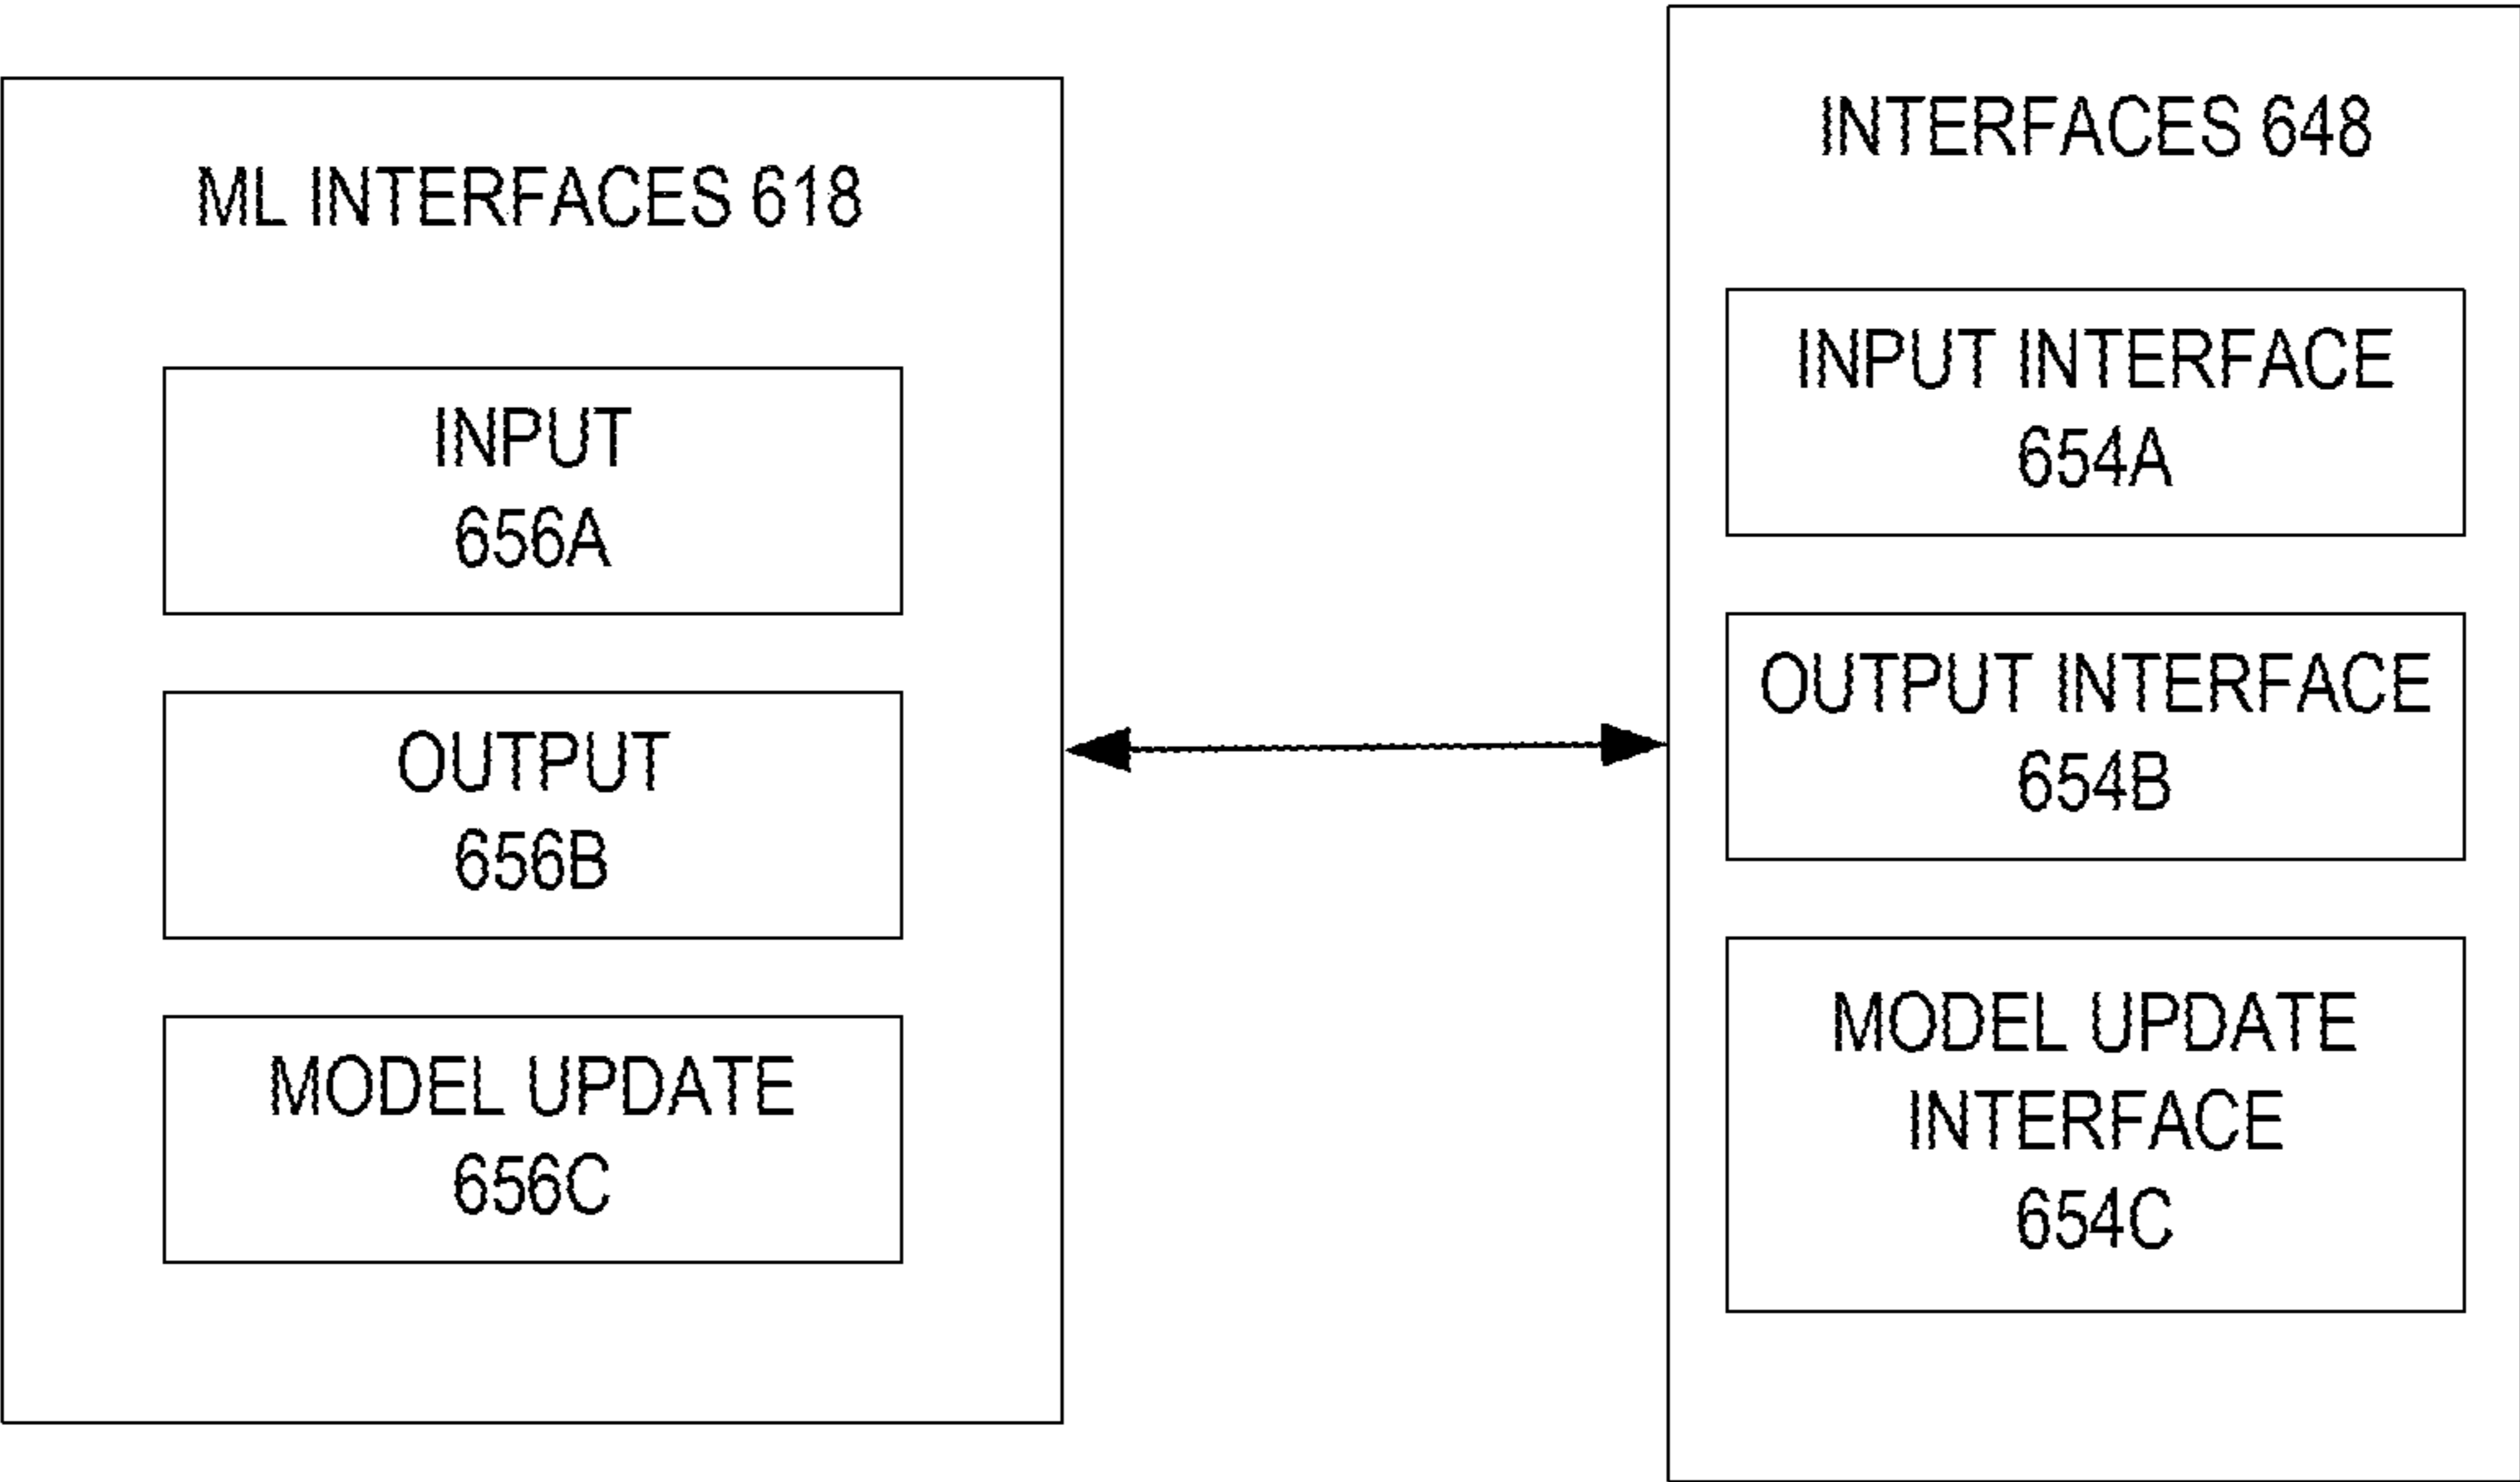 ML INTERFACES 618
INPUT
656A
OUTPUT
656B
MODEL UPDATE
656C
INTERFACES 648
INPUT INTERFACE
654A
OUTPUT INTERFACE
654B
MODEL UPDATE
INTERFACE
654C